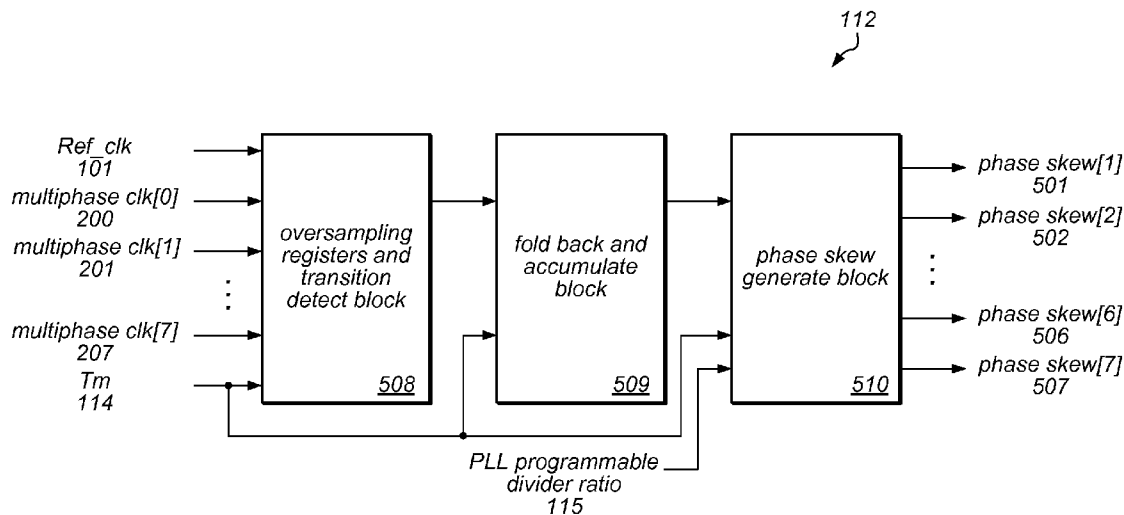 112
Ref_clk
101
multiphase clk[0]
200
multiphase clk[1]
201
multiphase clk[7]
207
Tm
114
oversampling
registers and
transition
detect block
508
fold back and
accumulate
block
509
phase skew
generate block
510
phase skew[1]
501
phase skew[2]
502
phase skew[6]
506
phase skew[7]
507
PLL programmable
divider ratio
115